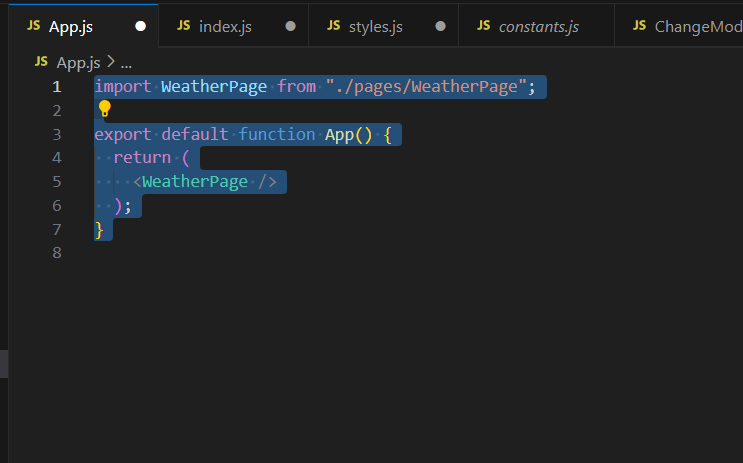 JS App.js JS index.js JS styles.js JS constants.js JS ChangeMod
JS App.js > ...
1 import WeatherPage from "./pages/WeatherPage";
2
3 export default function App() {
4 return (
5 <WeatherPage />
6 );
7 }
8